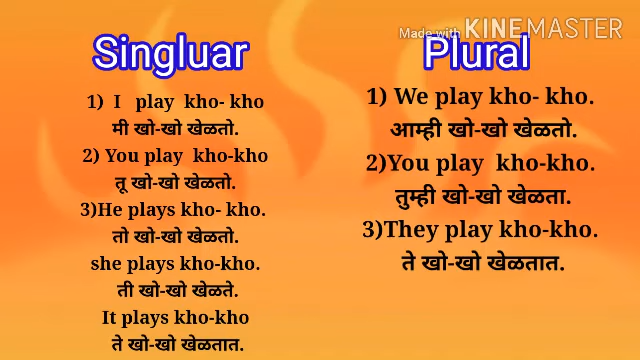 Made with KINEMASTER
Singluar
1) I play kho- kho
मी खो-खो खेळतो.
2) You play kho-kho
तू खो-खो खेळतो.
3)He plays kho- kho.
तो खो-खो खेळतो.
she plays kho-kho.
ती खो-खो खेळते.
It plays kho-kho
ते खो-खो खेळतात.
Plural
1) We play kho- kho.
आम्ही खो-खो खेळतो.
2)You play kho-kho.
तुम्ही खो-खो खेळता.
3)They play kho-kho.
ते खो-खो खेळतात.